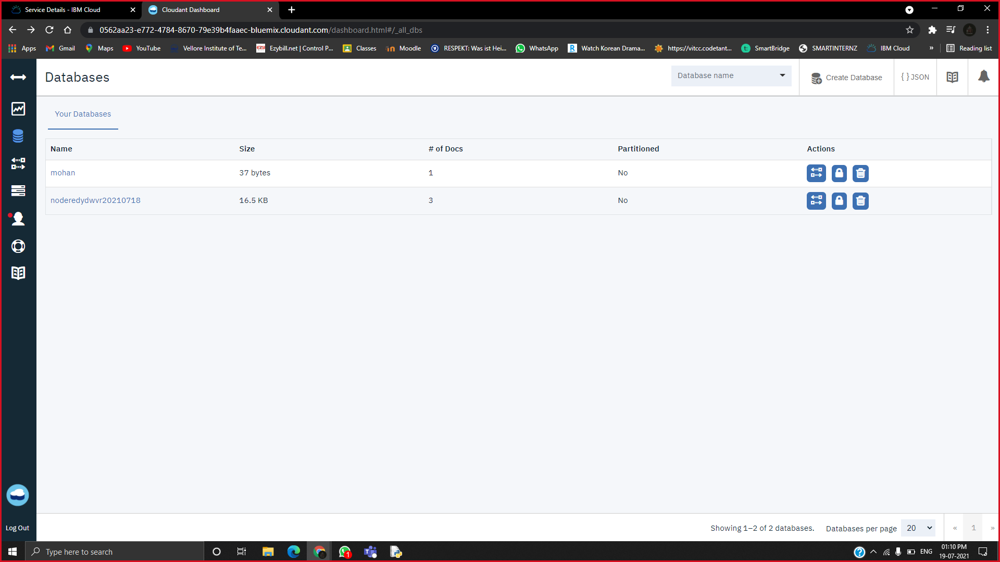 Service Details - IBM Cloud
Cloudant Dashboard
0562aa23-e772-4784-8670-79e39b4faaec-bluemix.cloudant.com/dashboard.html#/_all_dbs
Apps Gmail Maps YouTube Vellore Institute of Te... Ezybill.net | Control P... Classes Moodle RESPEKT: Was ist Hei... WhatsApp Watch Korean Drama... https://vitcc.codetant... SmartBridge SMARTINTERNZ IBM Cloud » Reading list
Databases
Database name
Create Database
{ } JSON
Your Databases
Name Size # of Docs Partitioned Actions
mohan 37 bytes 1 No
noderedydwvr20210718 16.5 KB 3 No
Log Out
Showing 1–2 of 2 databases. Databases per page 20 « 1 »
Type here to search
1
ENG
01:10 PM
19-07-2021